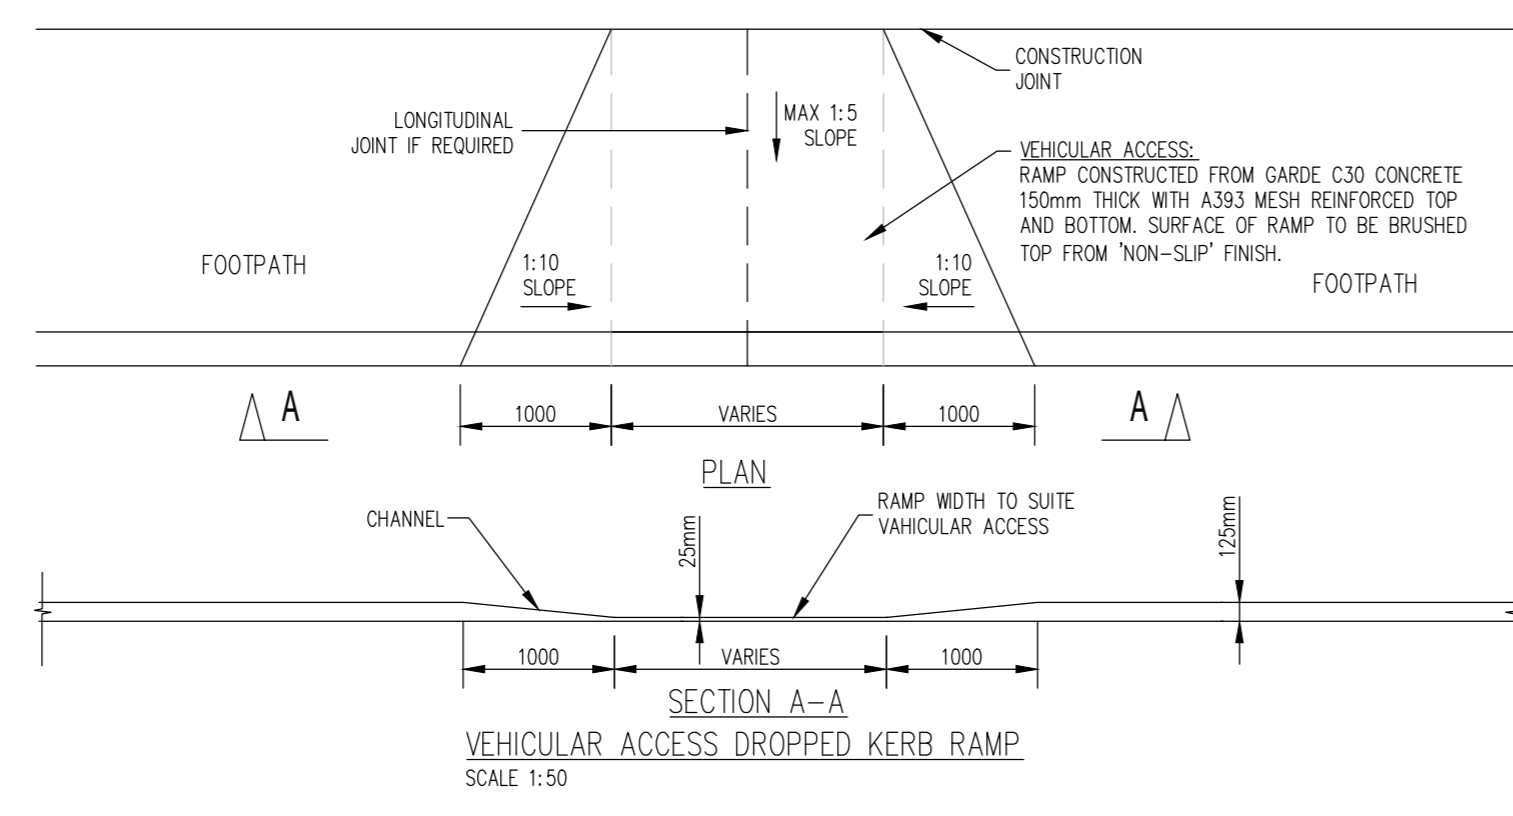 CONSTRUCTION
JOINT
LONGITUDINAL
JOINT IF REQUIRED
MAX 1:5
SLOPE
VEHICULAR ACCESS:
RAMP CONSTRUCTED FROM GARDE C30 CONCRETE
150mm THICK WITH A393 MESH REINFORCED TOP
AND BOTTOM. SURFACE OF RAMP TO BE BRUSHED
TOP FROM 'NON-SLIP' FINISH.
FOOTPATH
1:10
SLOPE
1:10
SLOPE
FOOTPATH
A
1000
VARIES
1000
A
PLAN
CHANNEL
25mm
RAMP WIDTH TO SUITE
VAHICULAR ACCESS
125mm
1000
VARIES
1000
SECTION A-A
VEHICULAR ACCESS DROPPED KERB RAMP
SCALE 1:50